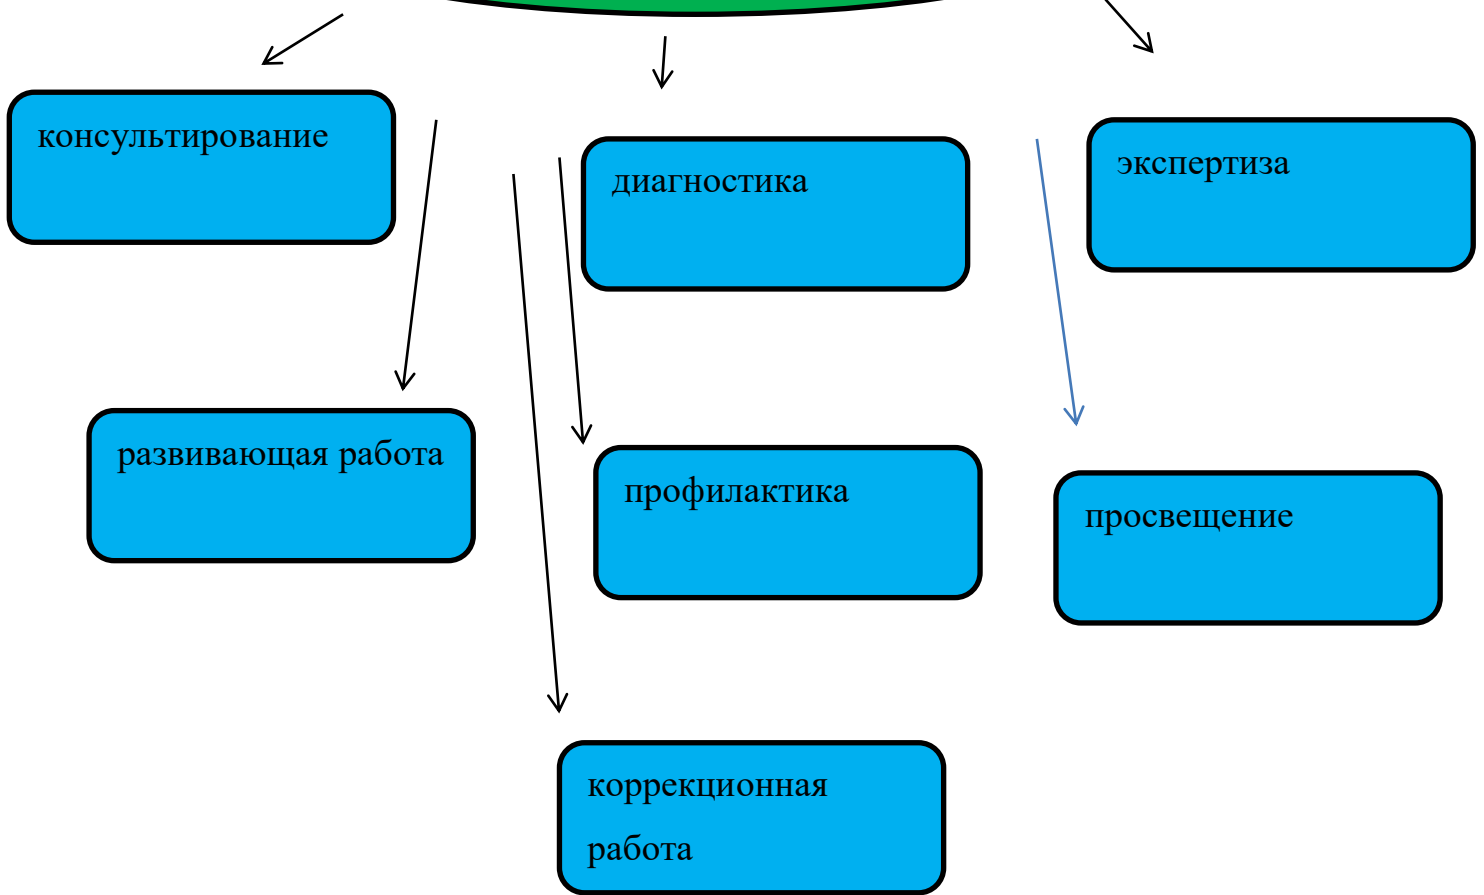 консультирование
диагностика
экспертиза
развивающая работа
профилактика
просвещение
коррекционная
работа